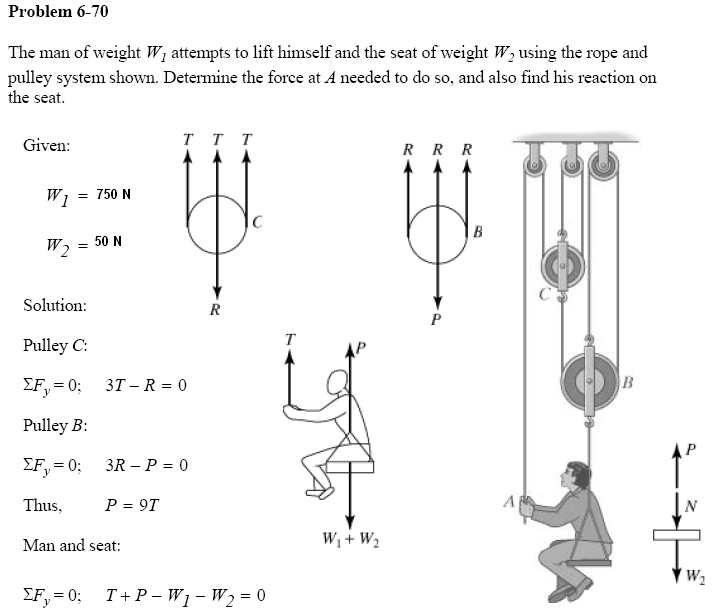 Problem 6-70
The man of weight W₁ attempts to lift himself and the seat of weight W₂ using the rope and
pulley system shown. Determine the force at A needed to do so, and also find his reaction on
the seat.
Given:
W₁ = 750 N
W₂ = 50 N
T T T
C
R
R R R
B
P
Solution:
Pulley C:
ΣF_y = 0; 3T – R = 0
Pulley B:
ΣF_y = 0; 3R – P = 0
Thus, P = 9T
Man and seat:
ΣF_y = 0; T + P – W₁ – W₂ = 0
T
P
W₁ + W₂
C
B
A
P
N
W₂